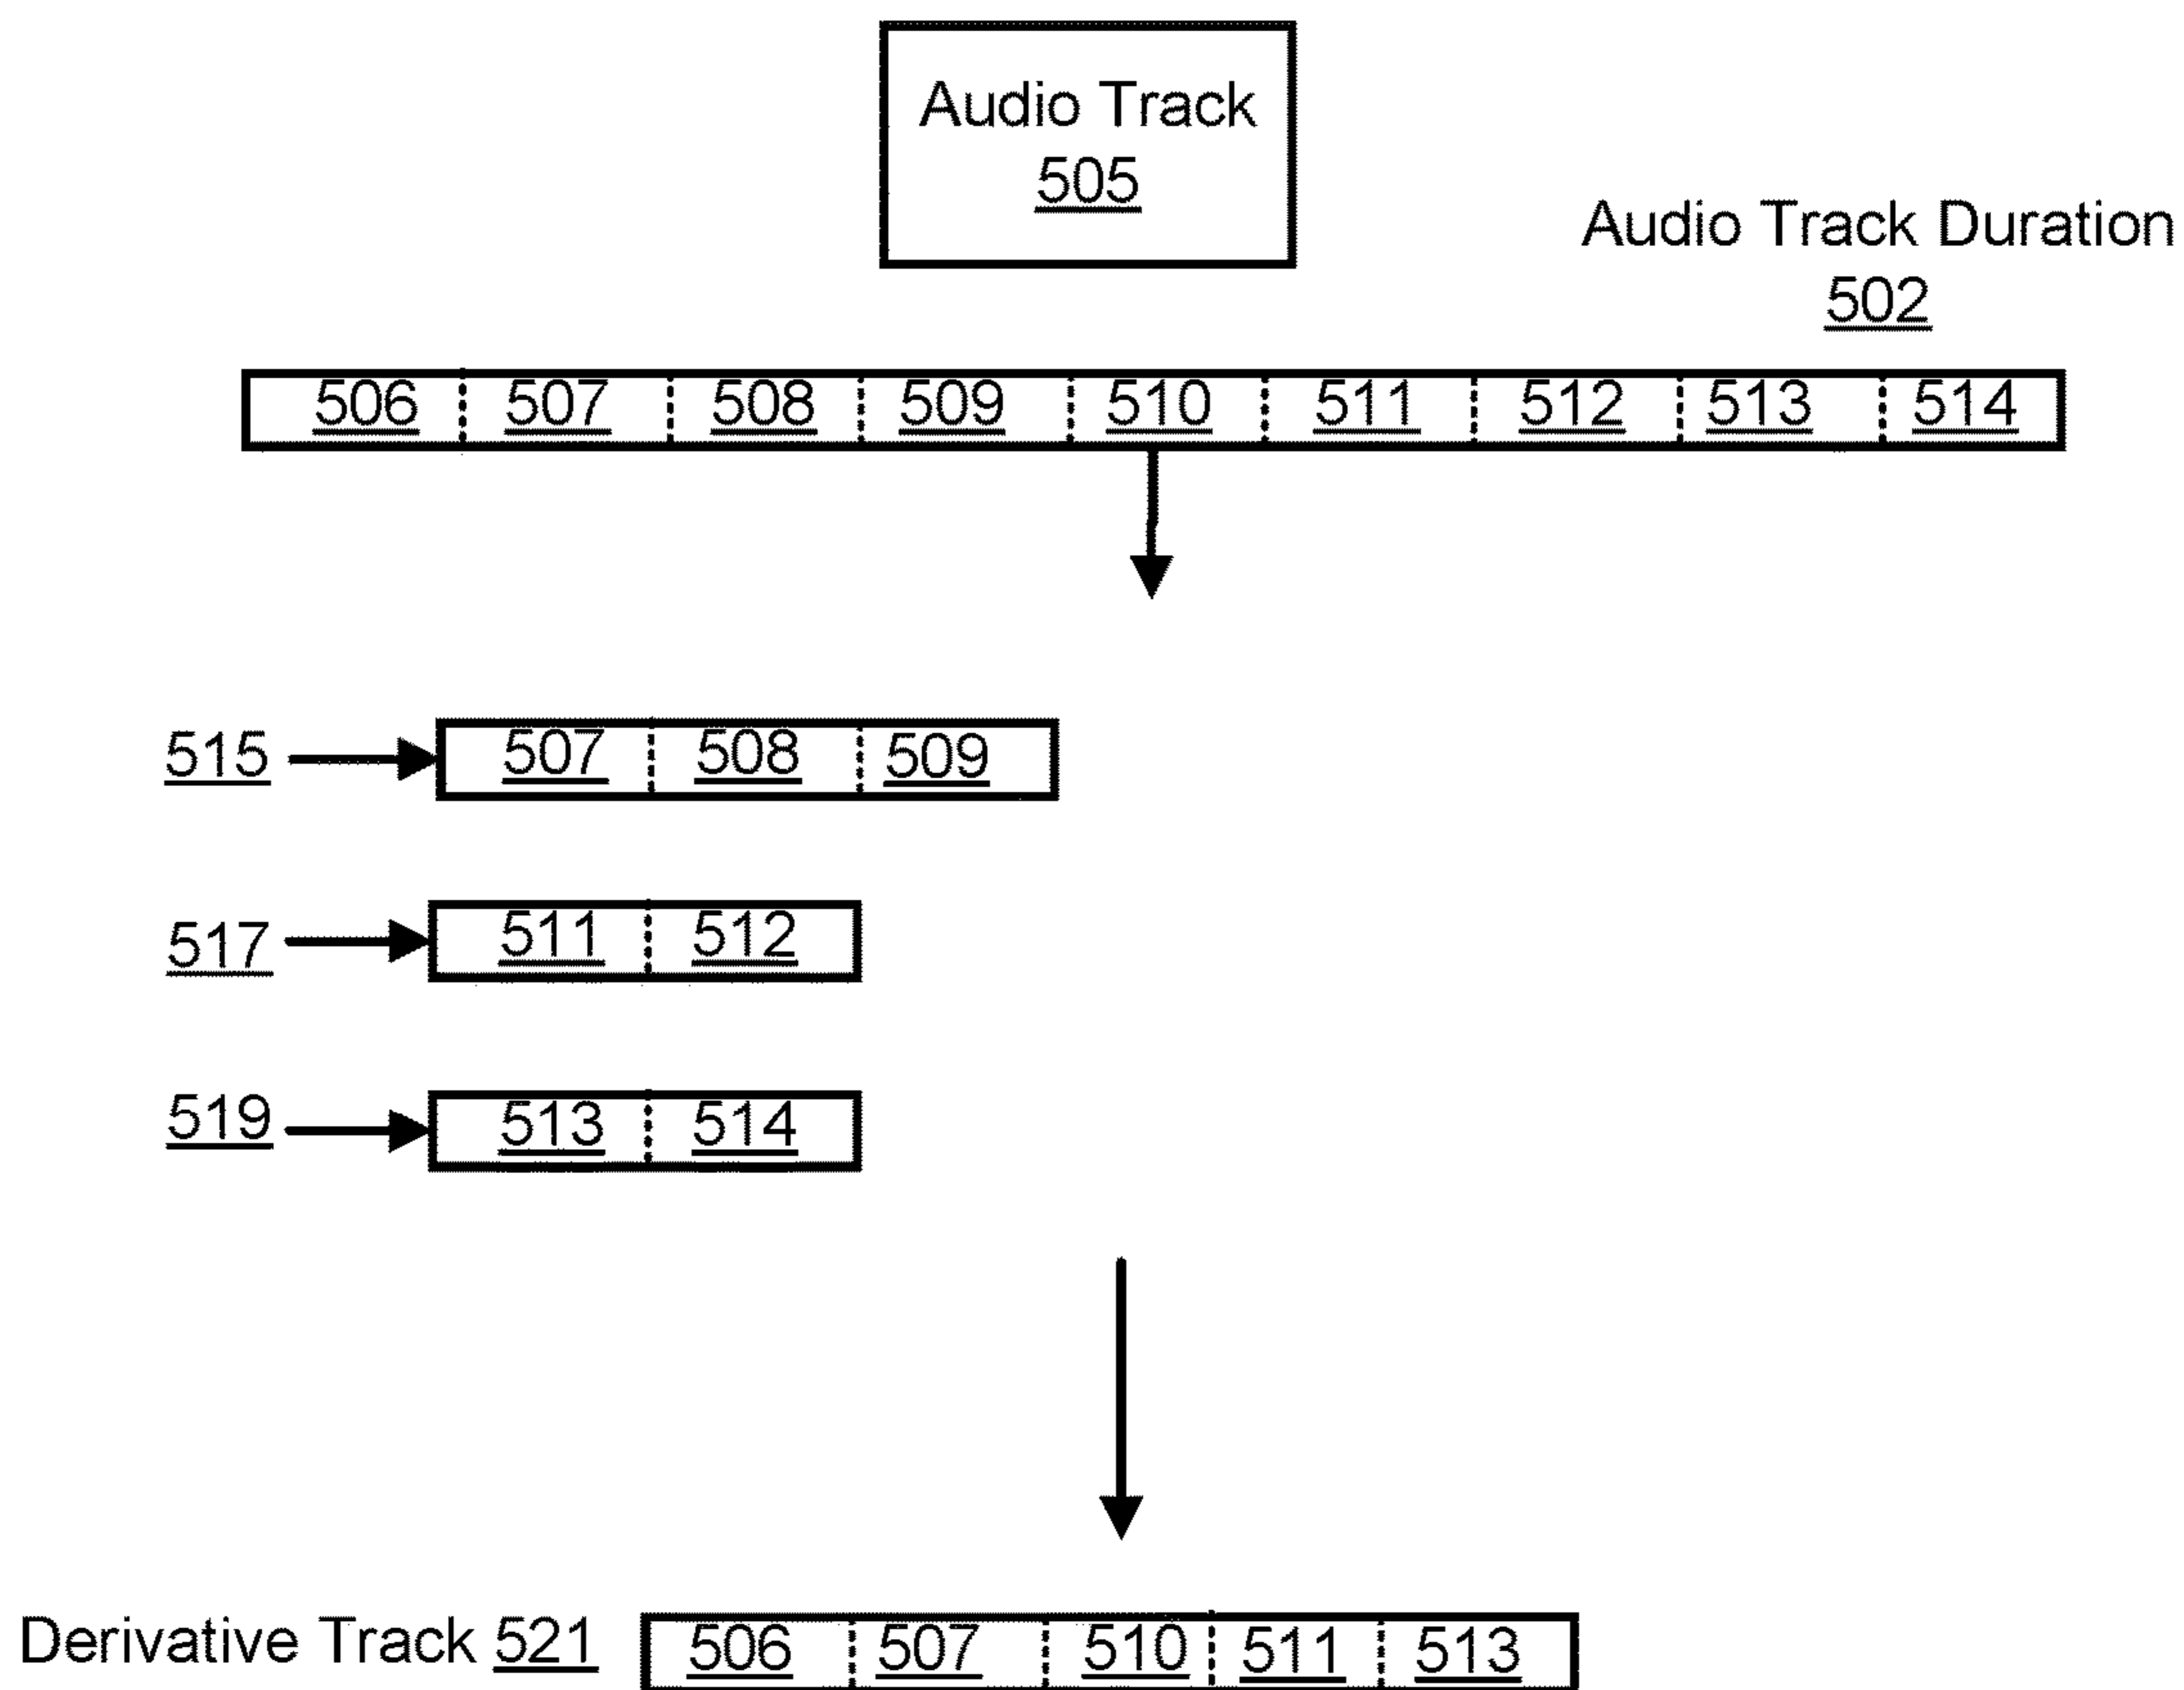 Audio Track
505
Audio Track Duration
502
506 507 508 509 510 511 512 513 514
515 507 508 509
517 511 512
519 513 514
Derivative Track 521 506 507 510 511 513